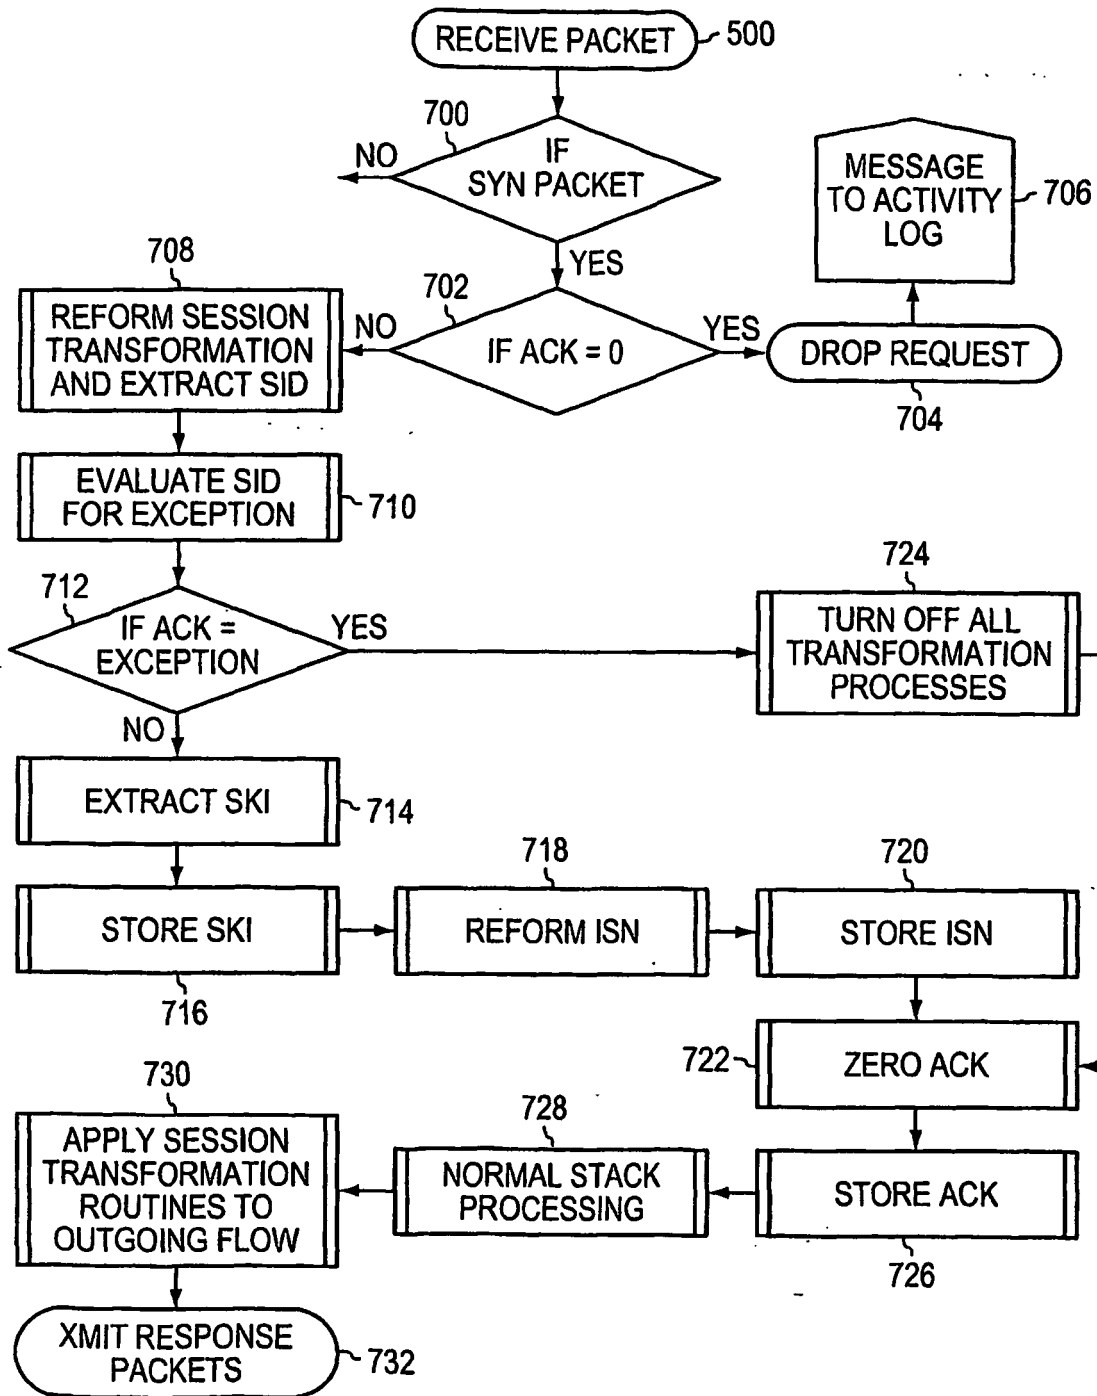 RECEIVE PACKET
500
700
IF
SYN PACKET
NO
YES
MESSAGE
TO ACTIVITY
LOG
706
708
REFORM SESSION
TRANSFORMATION
AND EXTRACT SID
702
NO
IF ACK = 0
YES
DROP REQUEST
704
EVALUATE SID
FOR EXCEPTION
710
712
IF ACK =
EXCEPTION
YES
NO
724
TURN OFF ALL
TRANSFORMATION
PROCESSES
EXTRACT SKI
714
STORE SKI
716
718
REFORM ISN
720
STORE ISN
722
ZERO ACK
STORE ACK
726
728
NORMAL STACK
PROCESSING
730
APPLY SESSION
TRANSFORMATION
ROUTINES TO
OUTGOING FLOW
XMIT RESPONSE
PACKETS
732